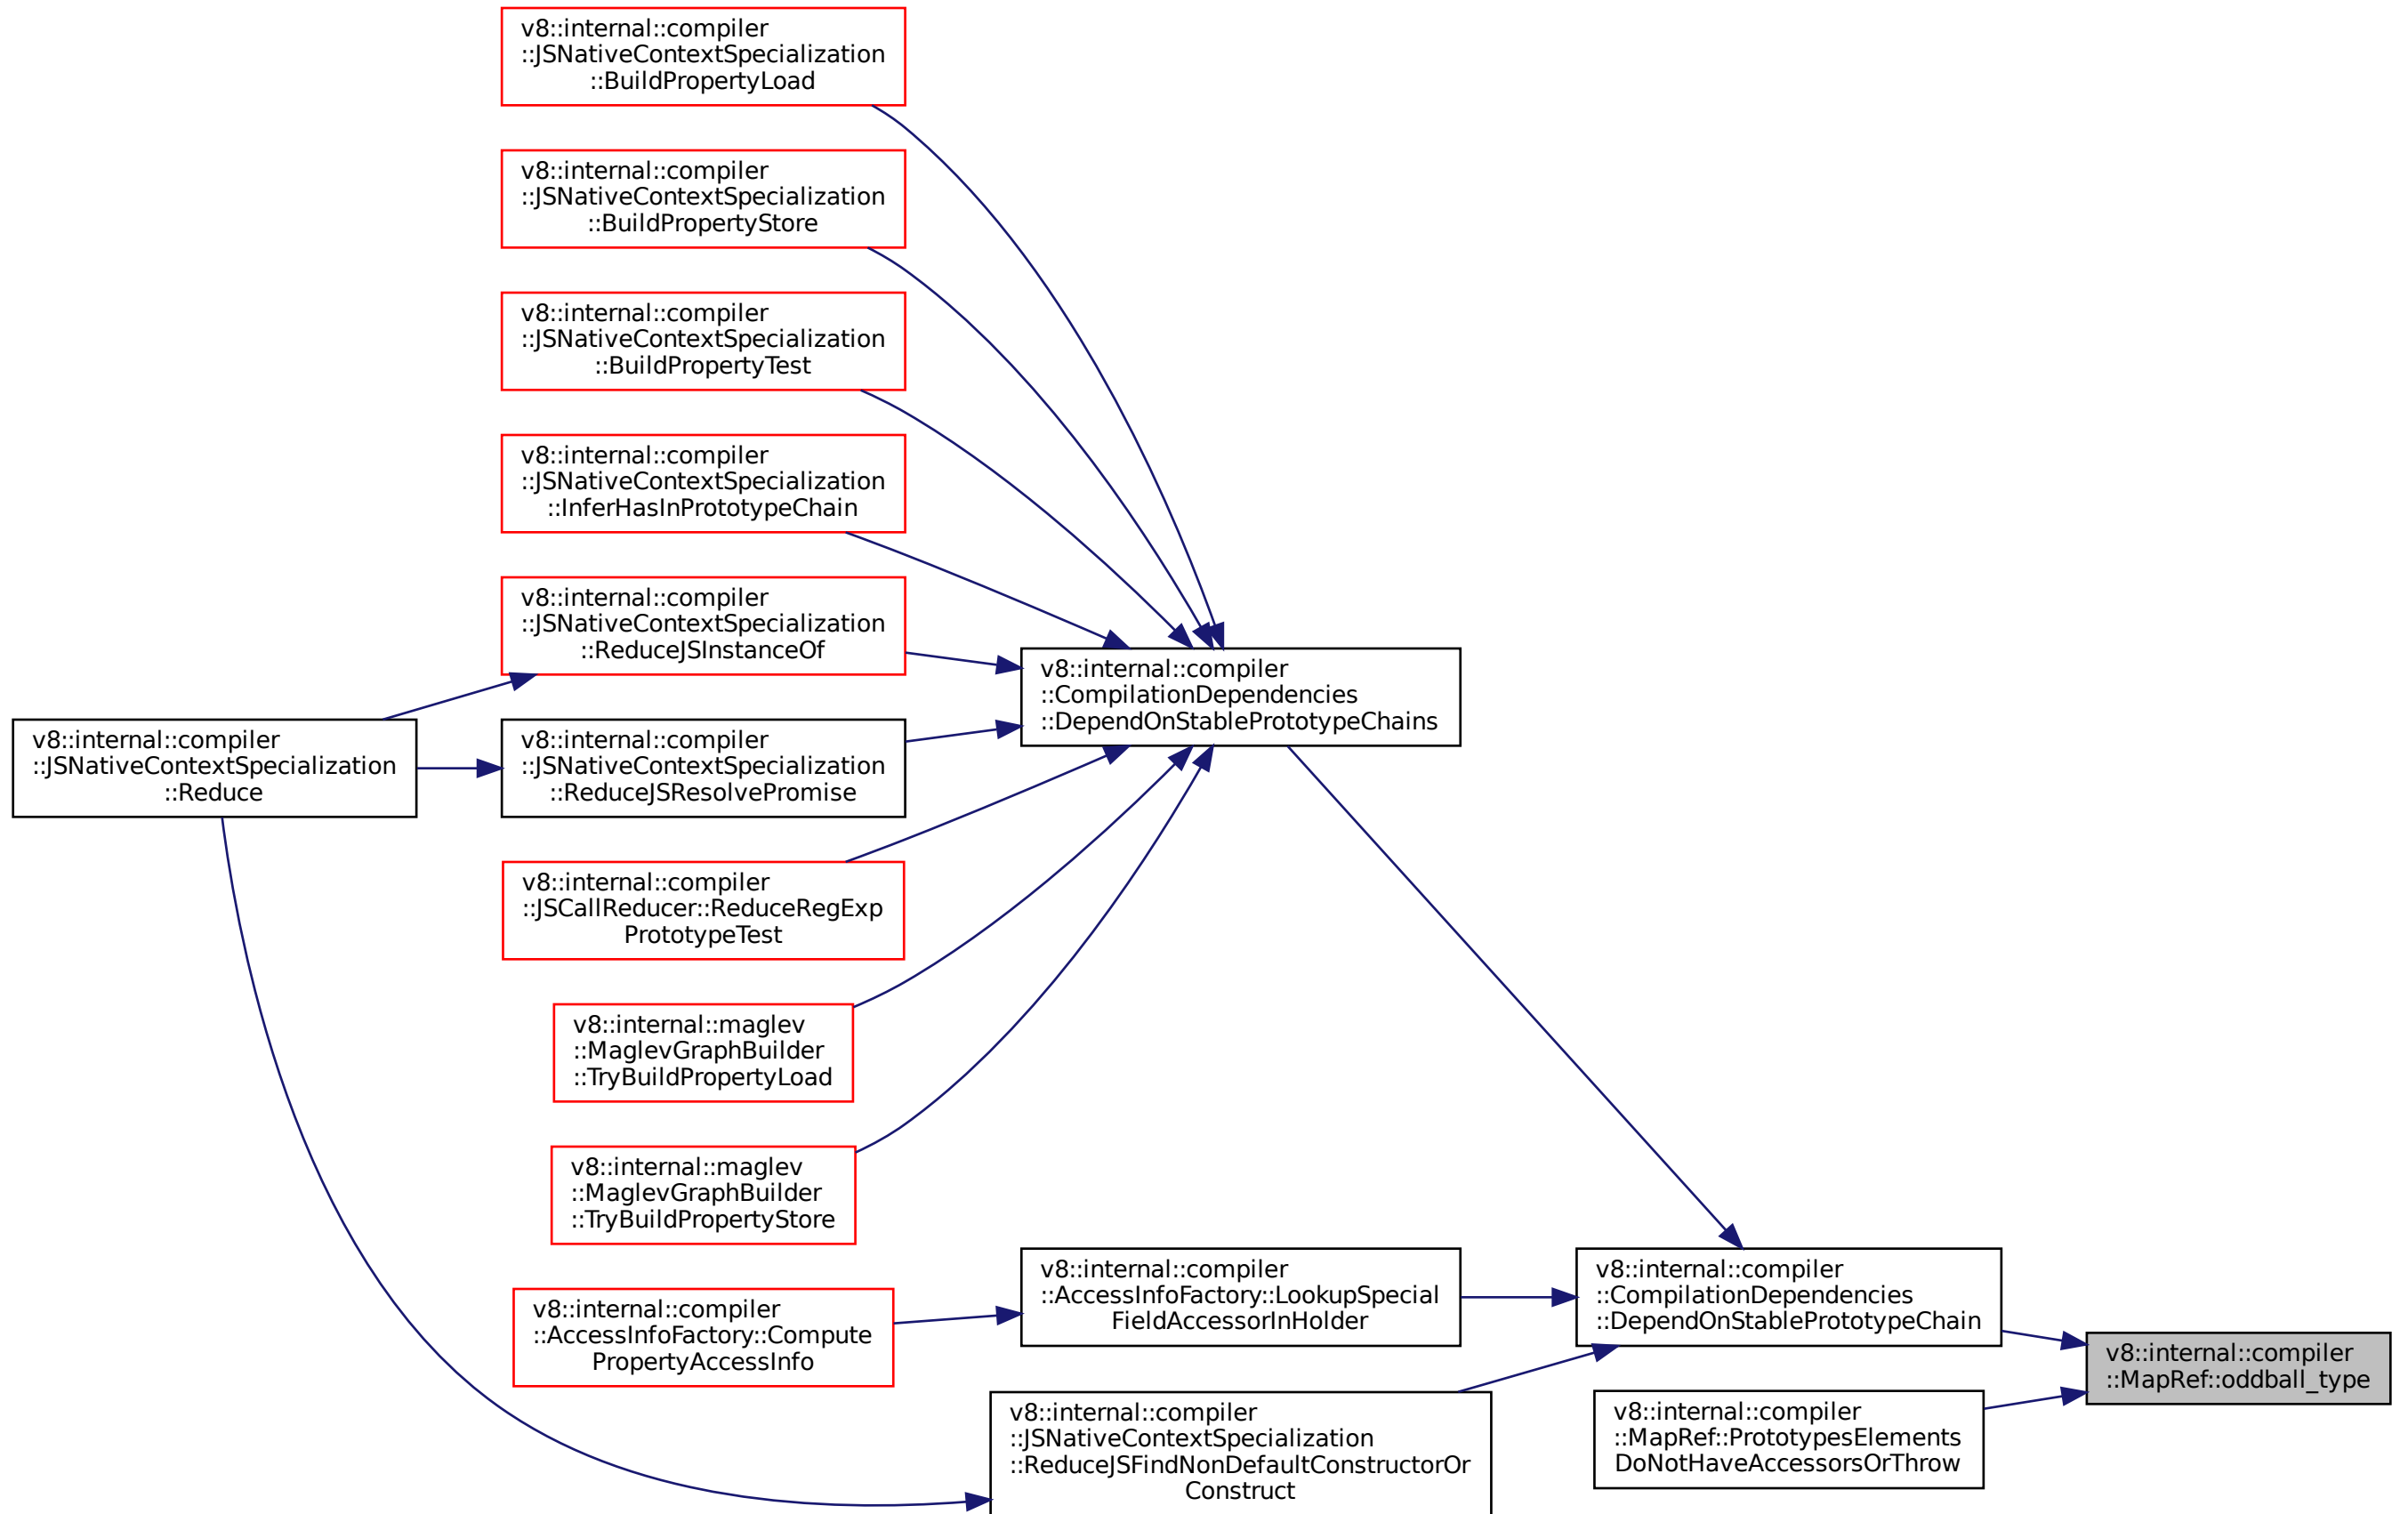 v8::internal::compiler
::JSNativeContextSpecialization
::BuildPropertyLoad
v8::internal::compiler
::JSNativeContextSpecialization
::BuildPropertyStore
v8::internal::compiler
::JSNativeContextSpecialization
::BuildPropertyTest
v8::internal::compiler
::JSNativeContextSpecialization
::InferHasInPrototypeChain
v8::internal::compiler
::JSNativeContextSpecialization
::ReduceJSInstanceOf
v8::internal::compiler
::CompilationDependencies
::DependOnStablePrototypeChains
v8::internal::compiler
::JSNativeContextSpecialization
::Reduce
v8::internal::compiler
::JSNativeContextSpecialization
::ReduceJSResolvePromise
v8::internal::compiler
::JSCallReducer::ReduceRegExp
PrototypeTest
v8::internal::maglev
::MaglevGraphBuilder
::TryBuildPropertyLoad
v8::internal::maglev
::MaglevGraphBuilder
::TryBuildPropertyStore
v8::internal::compiler
::AccessInfoFactory::Compute
PropertyAccessInfo
v8::internal::compiler
::AccessInfoFactory::LookupSpecial
FieldAccessorInHolder
v8::internal::compiler
::CompilationDependencies
::DependOnStablePrototypeChain
v8::internal::compiler
::MapRef::oddball_type
v8::internal::compiler
::JSNativeContextSpecialization
::ReduceJSFindNonDefaultConstructorOr
Construct
v8::internal::compiler
::MapRef::PrototypesElements
DoNotHaveAccessorsOrThrow